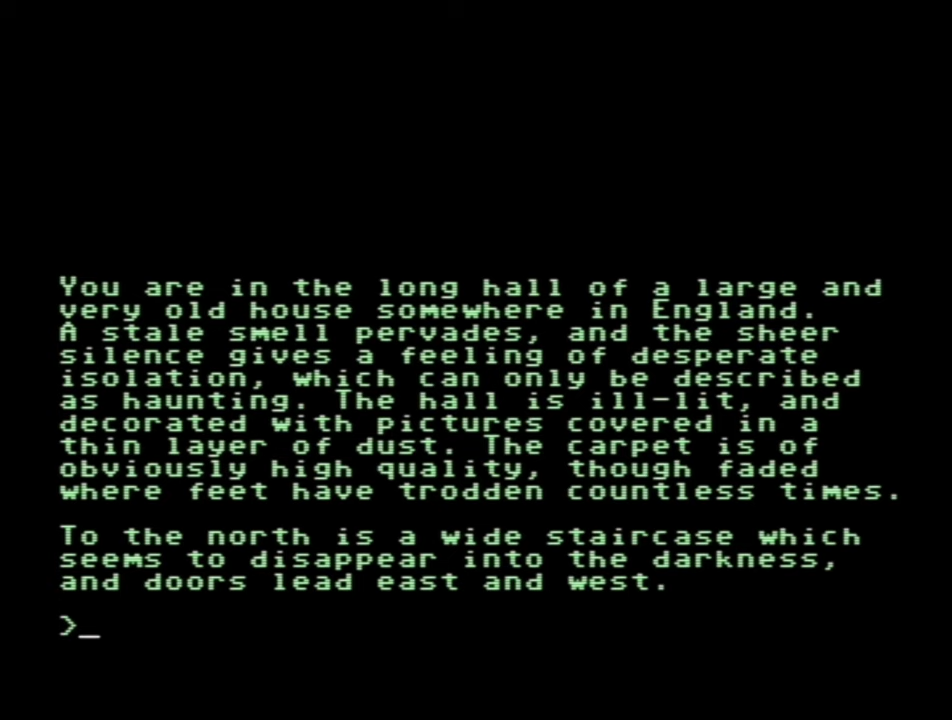 You are in the long hall of a large and
very old house somewhere in England.
A stale smell pervades, and the sheer
silence gives a feeling of desperate
isolation, which can only be described
as haunting. The hall is ill-lit, and
decorated with pictures covered in a
thin layer of dust. The carpet is of
obviously high quality, though faded
where feet have trodden countless times.
To the north is a wide staircase which
seems to disappear into the darkness,
and doors lead east and west.
>_